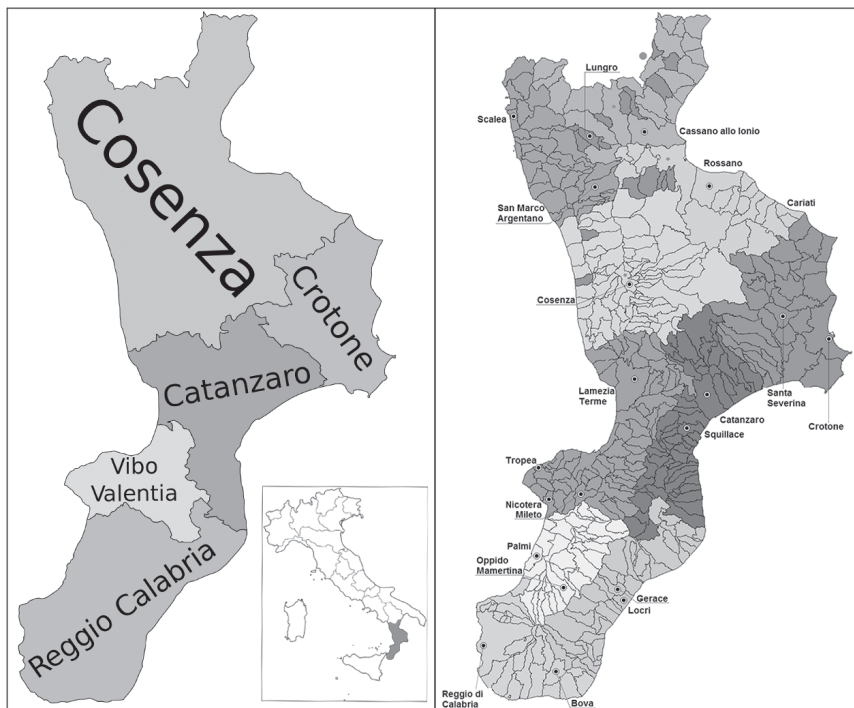 Cosenza
Crotone
Catanzaro
Vibo
Valentia
Reggio Calabria
Lungro
Scalea
Cassano allo Ionio
Rossano
San Marco
Argentano
Cariati
Cosenza
Lamezia
Terme
Santa
Severina
Catanzaro
Crotone
Squillace
Tropea
Nicotera
Mileto
Palmi
Oppido
Mamertina
Gerace
Locri
Reggio di
Calabria
Bova